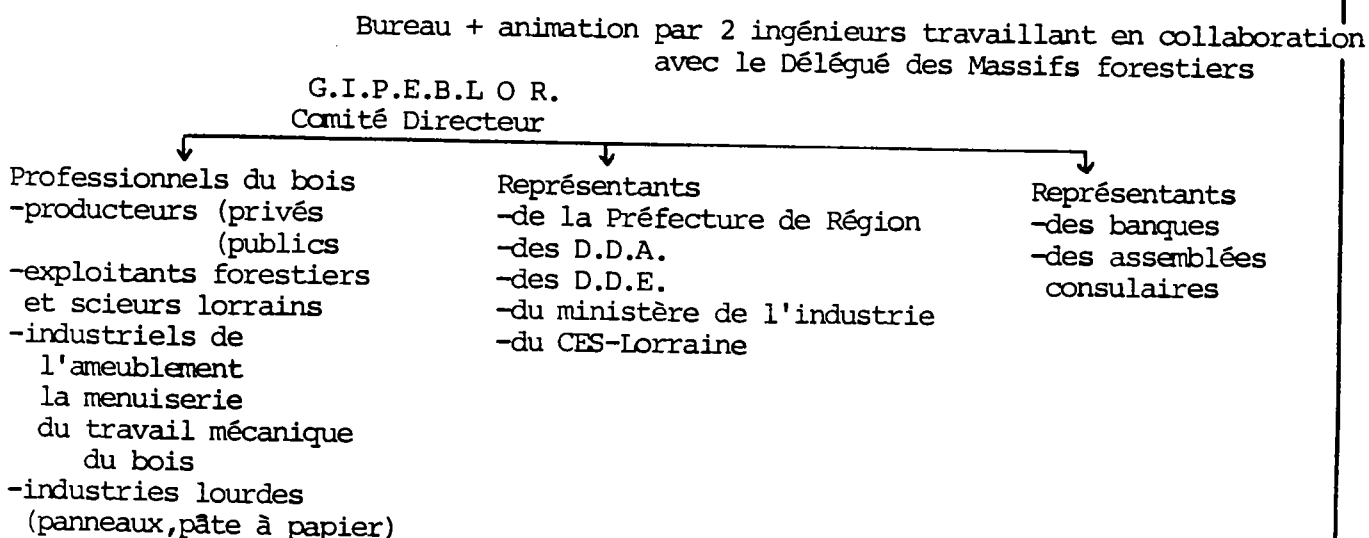 Bureau + animation par 2 ingénieurs travaillant en collaboration
avec le Délégué des Massifs forestiers
G.I.P.E.B.L O R.
Comité Directeur
Professionnels du bois
-producteurs (privés
(publics
-exploitants forestiers
et scieurs lorrains
-industriels de
l'ameublement
la menuiserie
du travail mécanique
du bois
-industries lourdes
(panneaux,pâte à papier)
Représentants
-de la Préfecture de Région
-des D.D.A.
-des D.D.E.
-du ministère de l'industrie
-du CES-Lorraine
Représentants
-des banques
-des assemblées
consulaires